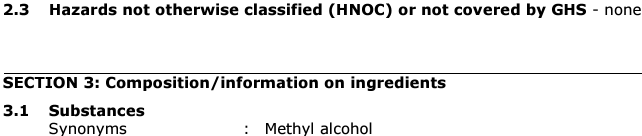 2.3 Hazards not otherwise classified (HNOC) or not covered by GHS - none
SECTION 3: Composition/information on ingredients
3.1 Substances
Synonyms : Methyl alcohol